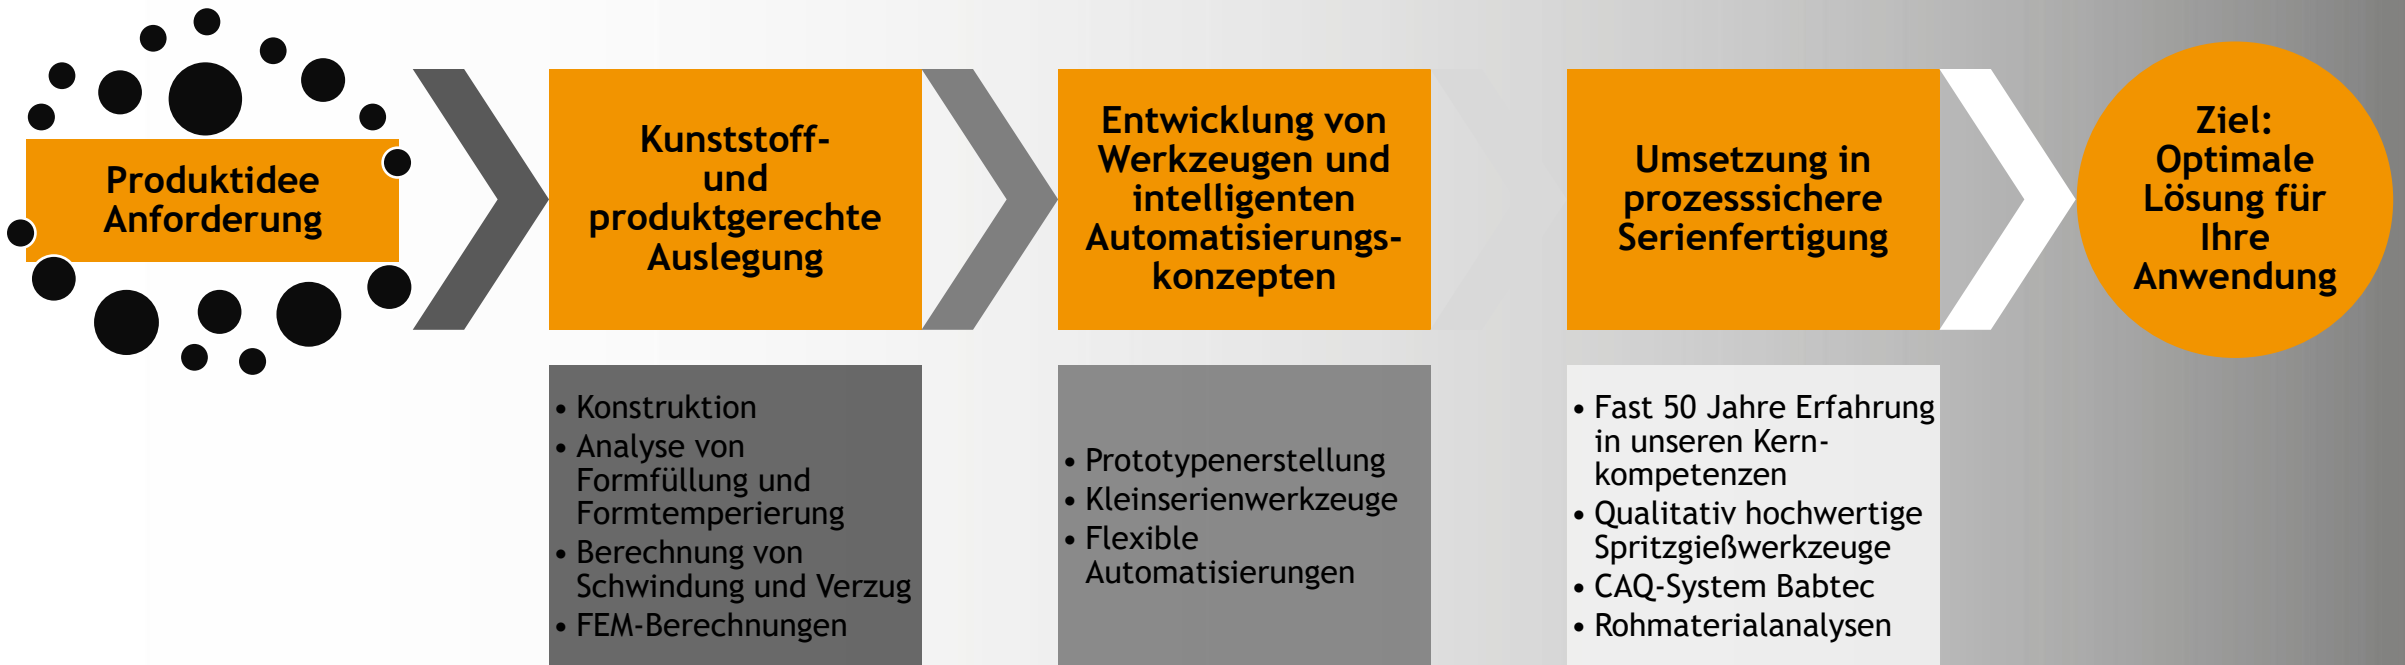 Produktidee
Anforderung
Kunststoff-
und
produktgerechte
Auslegung
Entwicklung von
Werkzeugen und
intelligenten
Automatisierungs-
konzepten
Umsetzung in
prozesssichere
Serienfertigung
Ziel:
Optimale
Lösung für
Ihre
Anwendung
• Konstruktion
• Analyse von
Formfüllung und
Formtemperierung
• Berechnung von
Schwindung und Verzug
• FEM-Berechnungen
• Prototypenerstellung
• Kleinserienwerkzeuge
• Flexible
Automatisierungen
• Fast 50 Jahre Erfahrung
in unseren Kern-
kompetenzen
• Qualitativ hochwertige
Spritzgießwerkzeuge
• CAQ-System Babtec
• Rohmaterialanalysen